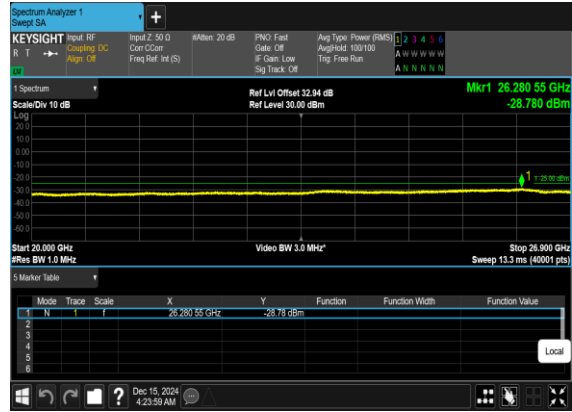 Spectrum Analyzer 1
Swept SA
KEYSIGHT Input: RF Input Z: 50 Ω #Atten: 20 dB PNO: Fast Avg Type: Power (RMS) 1 2 3 4 5 6
R T Coupling: DC Corr CCorr Gate: Off Avg|Hold: 100/100 A W W W W W
Align: Off Freq Ref: Int (S) IF Gain: Low Trig: Free Run
Sig Track: Off A N N N N N
1 Spectrum Mkr1 26.280 55 GHz
Ref Lvl Offset 32.94 dB
Scale/Div 10 dB Ref Level 30.00 dBm -28.780 dBm
Log
20.0
10.0
0.00
-10.0
-20.0
1
-30.0
-40.0
-50.0
-60.0
Start 20.000 GHz Video BW 3.0 MHz* Stop 26.900 GHz
#Res BW 1.0 MHz Sweep 13.3 ms (40001 pts)
5 Marker Table
Mode Trace Scale X Y Function Function Width Function Value
1 N 1 f 26.280 55 GHz -28.78 dBm
2
3
4
5
6
Local
Dec 15, 2024
4:23:59 AM